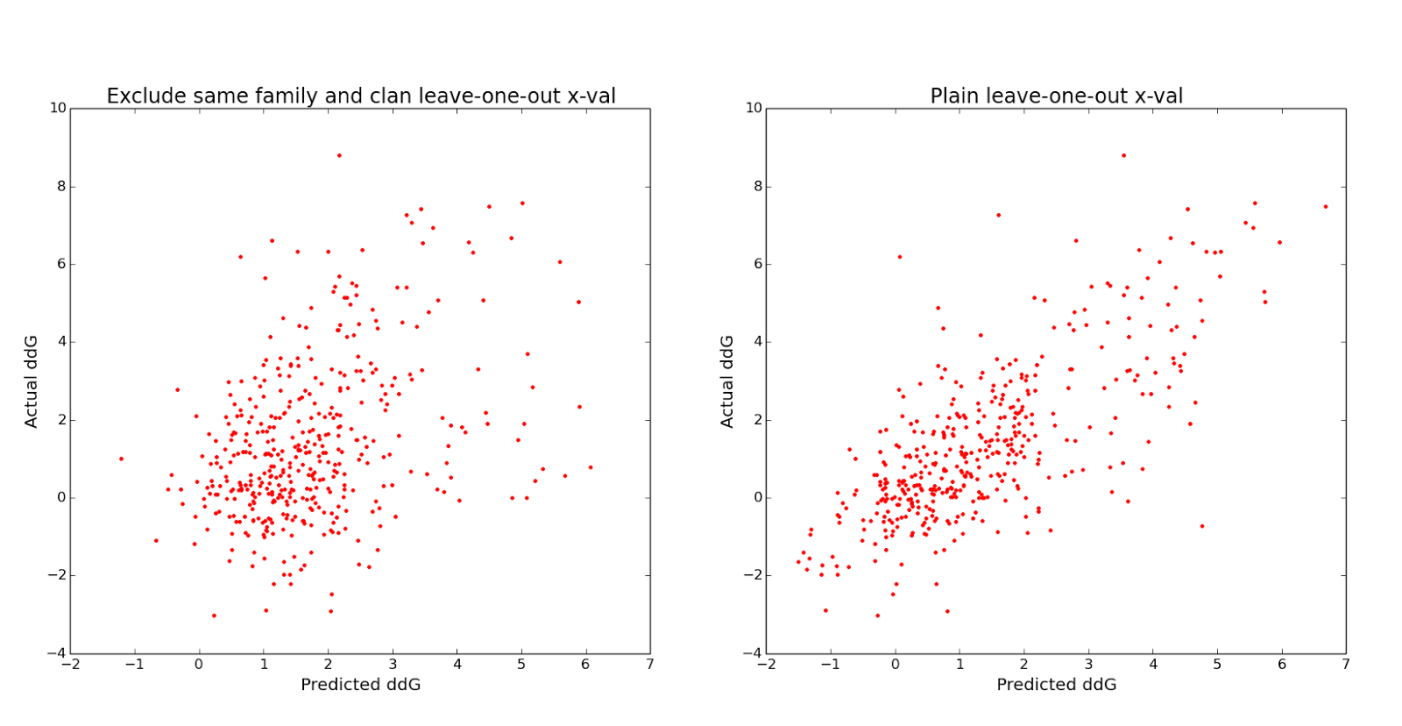 Exclude same family and clan leave-one-out x-val
10
8
6
4
2
0
−2
−4
Actual ddG
−2 −1 0 1 2 3 4 5 6 7
Predicted ddG
Plain leave-one-out x-val
10
8
6
4
2
0
−2
−4
Actual ddG
−2 −1 0 1 2 3 4 5 6 7
Predicted ddG